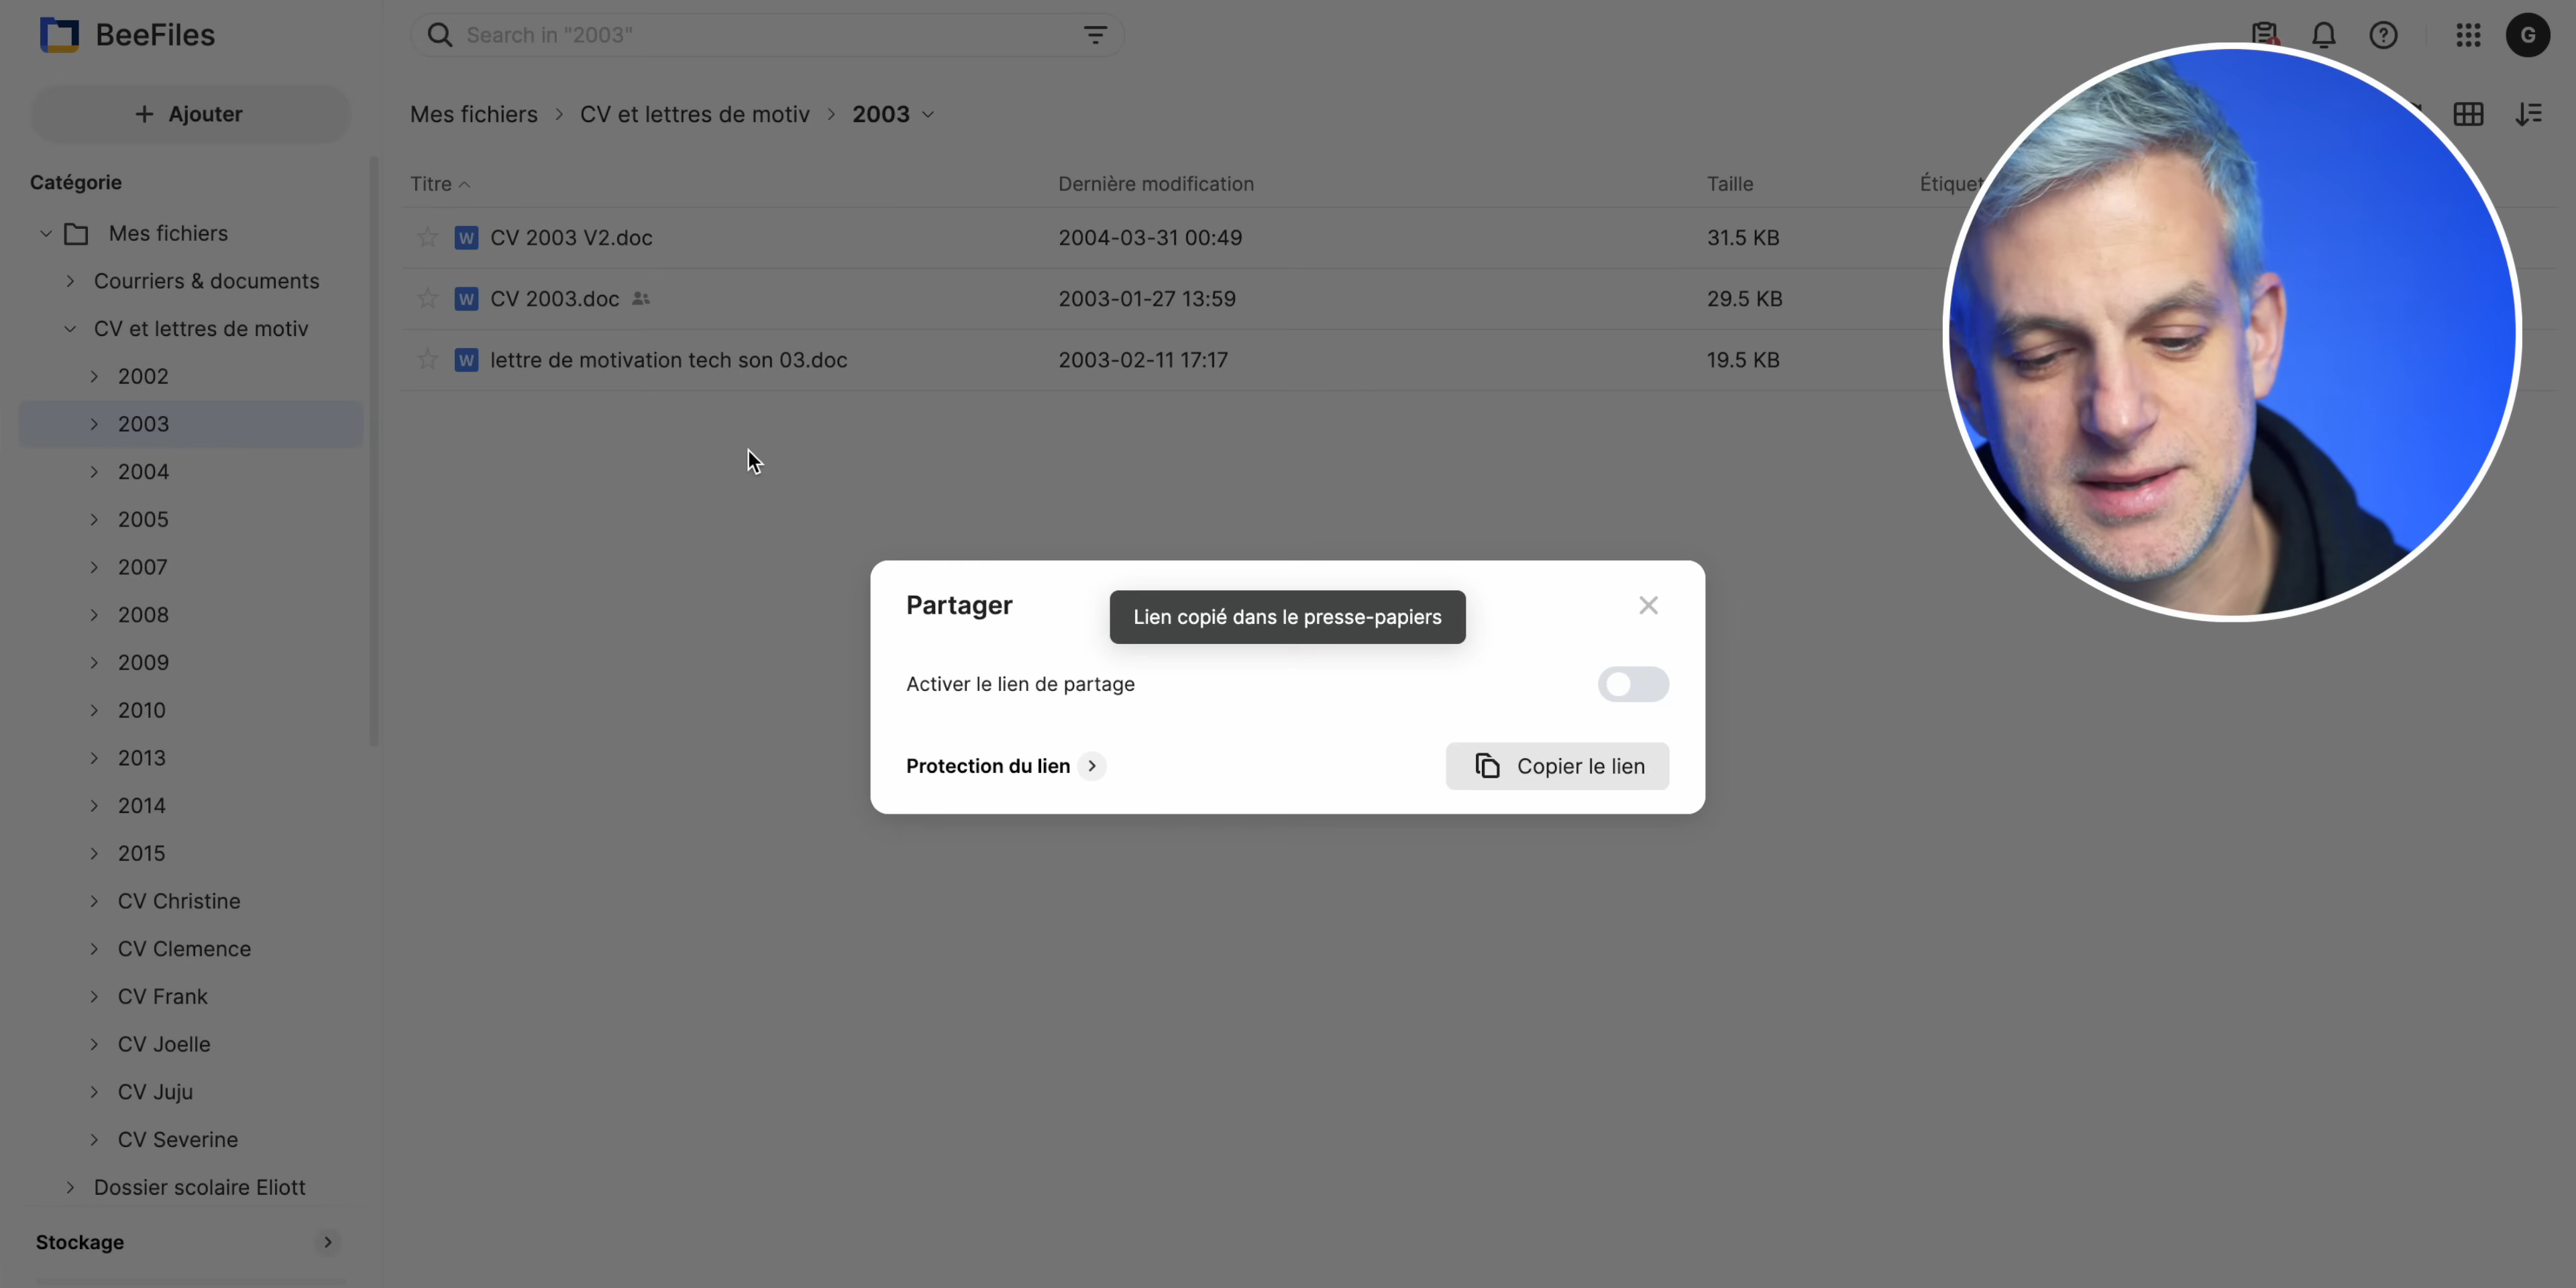 BeeFiles
Search in "2003"
G
Ajouter
Mes fichiers > CV et lettres de motiv > 2003
Catégorie
Mes fichiers
Courriers & documents
CV et lettres de motiv
2002
2003
2004
2005
2007
2008
2009
2010
2013
2014
2015
CV Christine
CV Clemence
CV Frank
CV Joelle
CV Juju
CV Severine
Dossier scolaire Eliott
Stockage
Titre Dernière modification Taille
W CV 2003 V2.doc 2004-03-31 00:49 31.5 KB
W CV 2003.doc 2003-01-27 13:59 29.5 KB
W lettre de motivation tech son 03.doc 2003-02-11 17:17 19.5 KB
Partager
Lien copié dans le presse-papiers
Activer le lien de partage
Protection du lien
Copier le lien